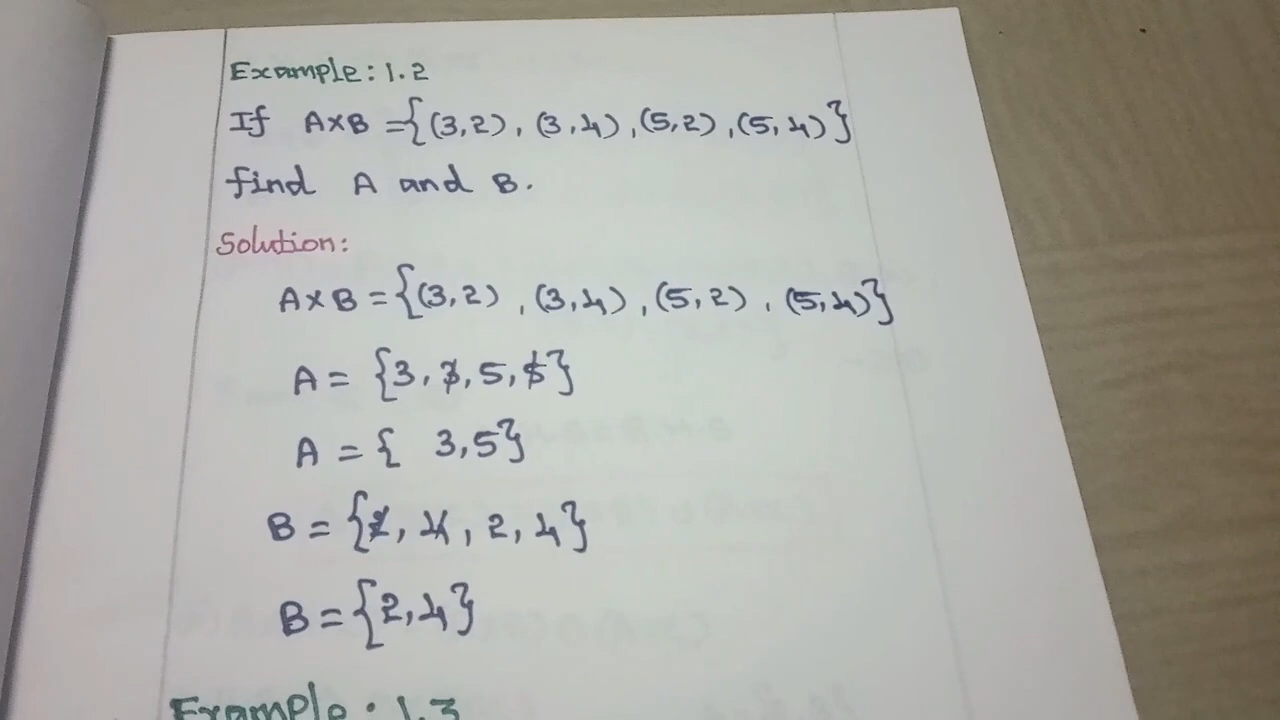 Example: 1.2
If A×B = {(3,2), (3,4), (5,2), (5,4)}
find A and B.
Solution:
A×B = {(3,2), (3,4), (5,2), (5,4)}
A = {3, 3, 5, 5}
A = { 3,5}
B = {2, 4, 2, 4}
B = {2,4}
Example: 1.3